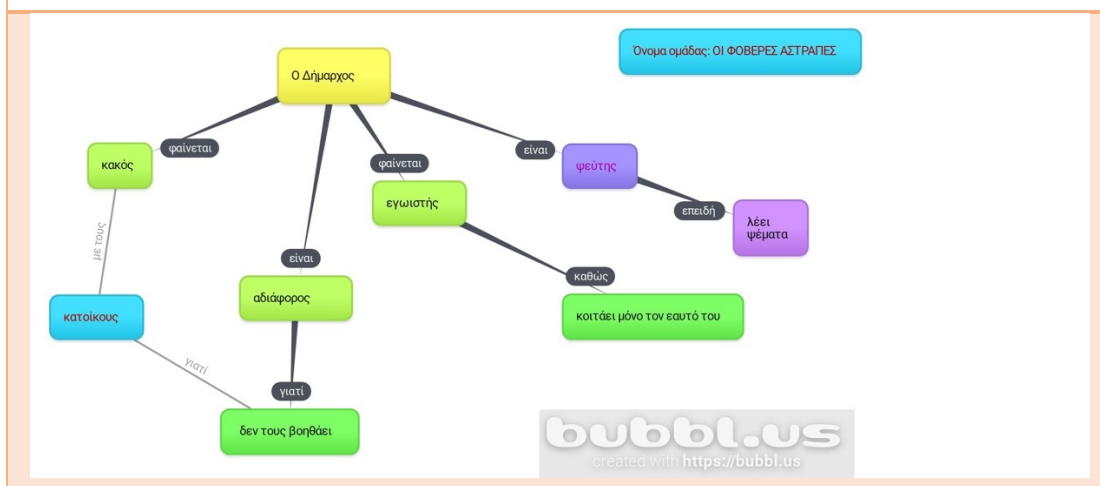 Όνομα ομάδας: ΟΙ ΦΟΒΕΡΕΣ ΑΣΤΡΑΠΕΣ
Ο Δήμαρχος
φαίνεται
κακός
με τους
κατοίκους
γιατί
είναι
αδιάφορος
γιατί
δεν τους βοηθάει
φαίνεται
εγωιστής
καθώς
κοιτάει μόνο τον εαυτό του
είναι
ψεύτης
επειδή
λέει
ψέματα
bubbl.us
created with https://bubbl.us